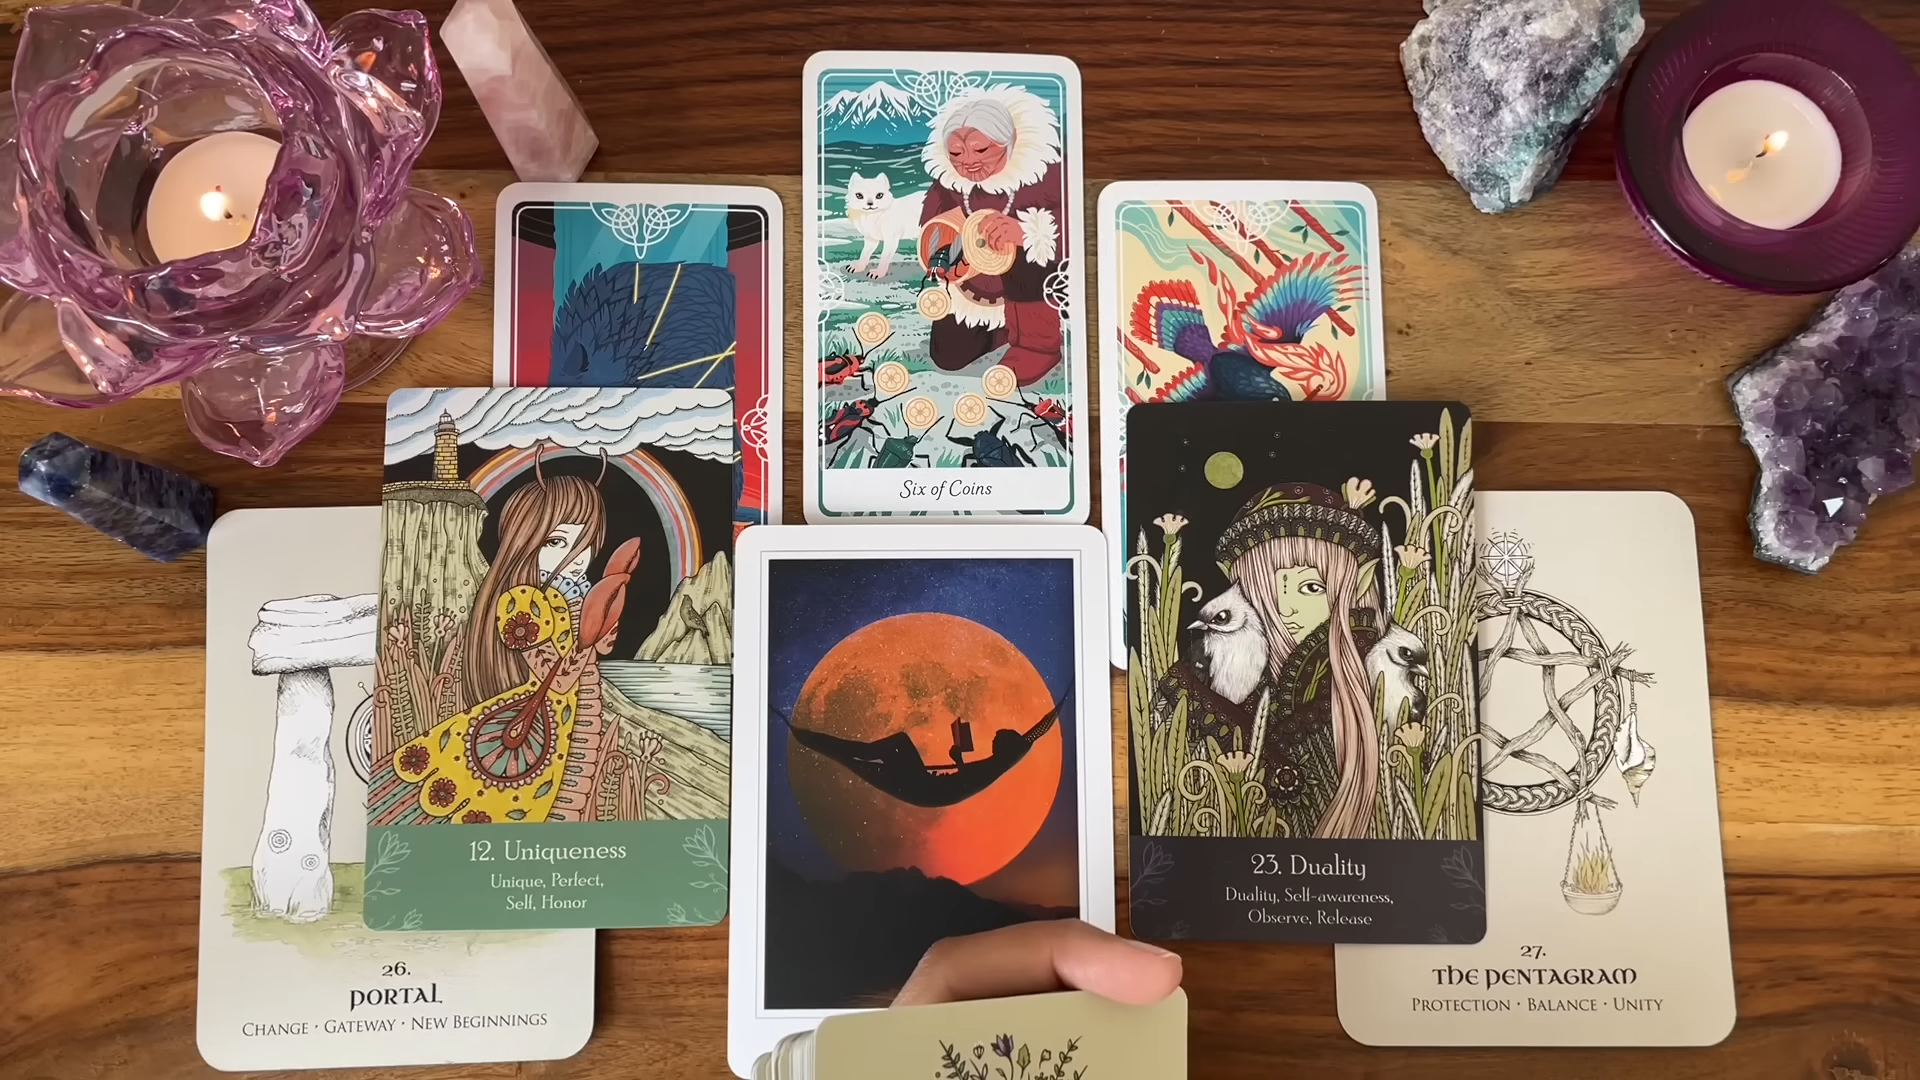 Six of Coins
12. Uniqueness
Unique, Perfect,
Self, Honor
23. Duality
Duality, Self-awareness,
Observe, Release
26.
PORTAL
CHANGE · GATEWAY · NEW BEGINNINGS
27.
THE PENTAGRAM
PROTECTION · BALANCE · UNITY